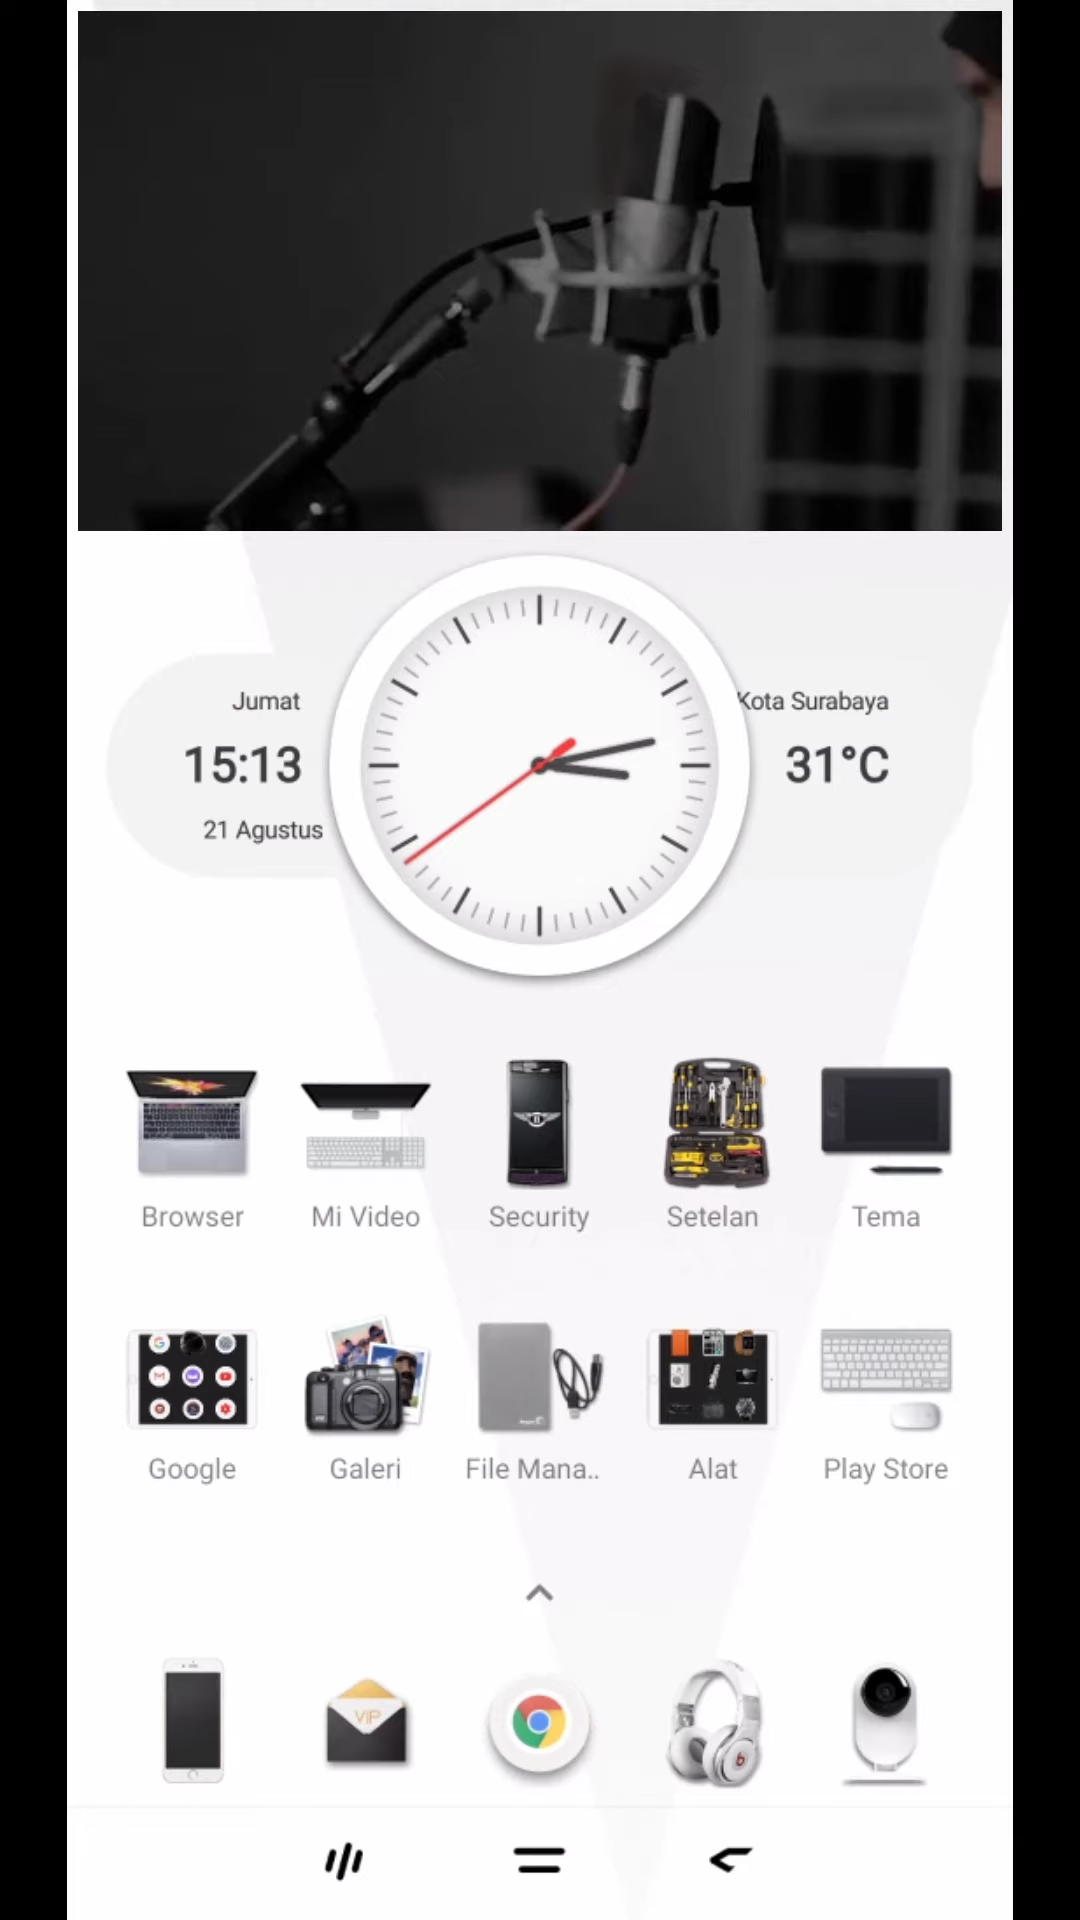 Jumat
15:13
21 Agustus
Kota Surabaya
31°C
Browser
Mi Video
Security
Setelan
Tema
Google
Galeri
File Mana..
Alat
Play Store
VIP